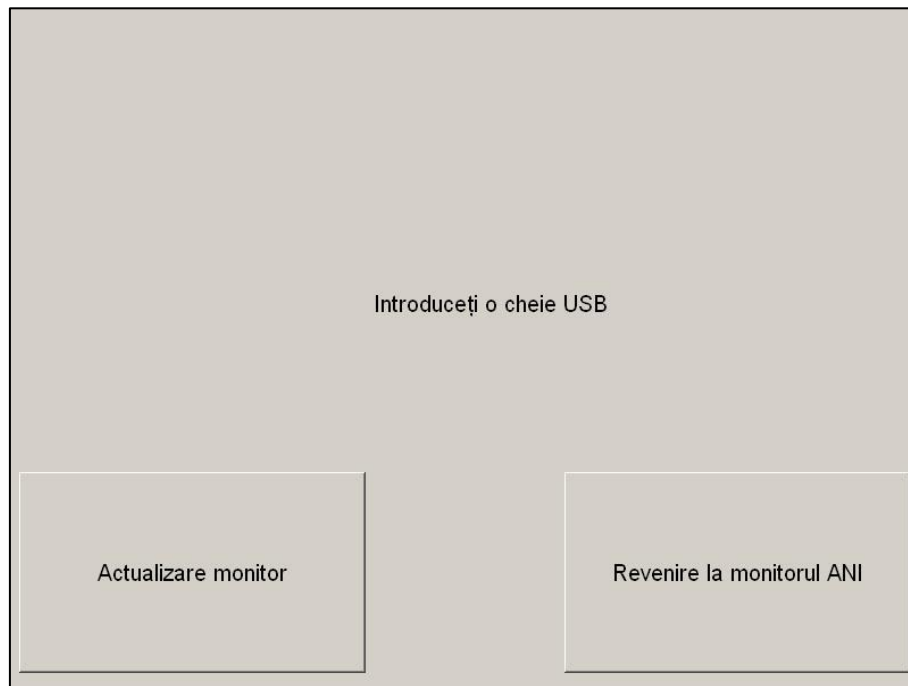 Introduceți o cheie USB
Actualizare monitor
Revenire la monitorul ANI